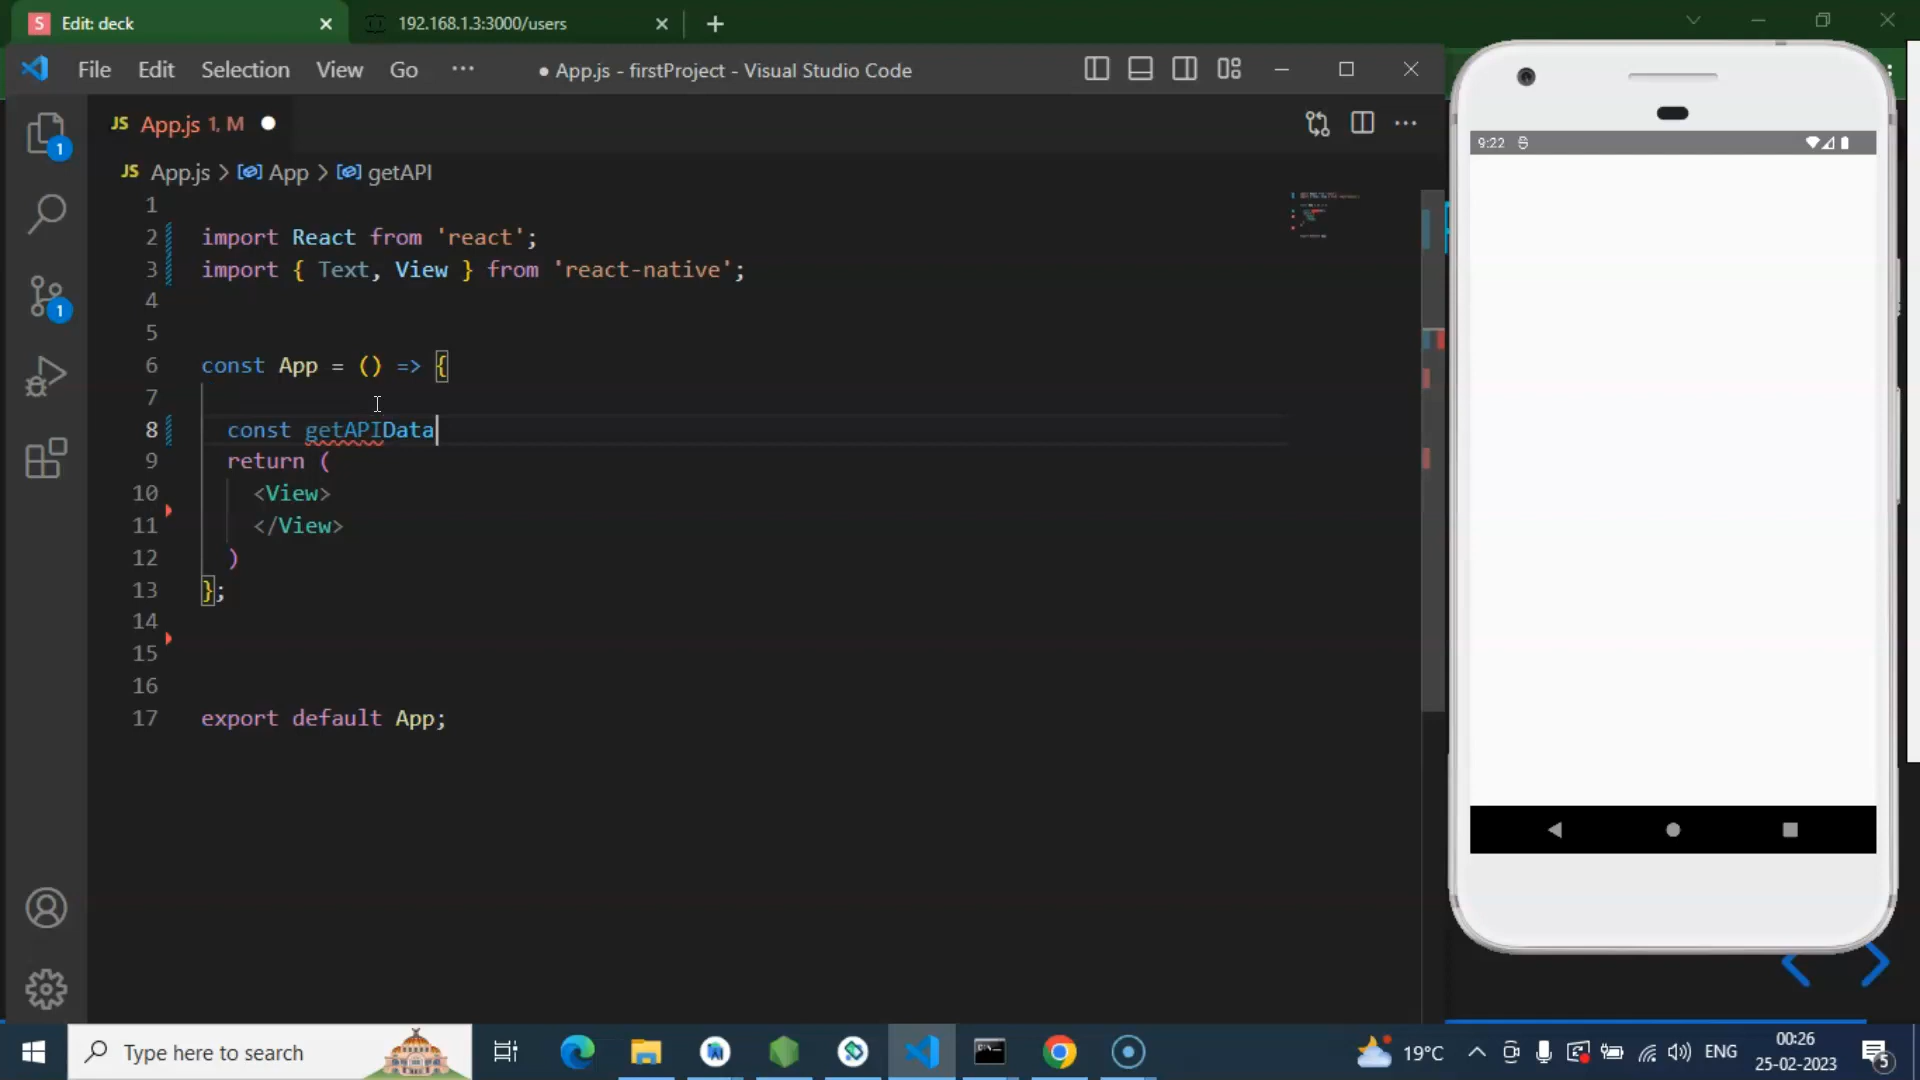 S Edit: deck
192.168.1.3:3000/users
File Edit Selection View Go ··· ● App.js - firstProject - Visual Studio Code
JS App.js 1, M
JS App.js > App > getAPI
1
2 import React from 'react';
3 import { Text, View } from 'react-native';
4
5
6 const App = () => {
7
8 const getAPIData
9 return (
10 <View>
11 </View>
12 )
13 };
14
15
16
17 export default App;
1
1
9:22
Type here to search
19°C
ENG
00:26
25-02-2023
5